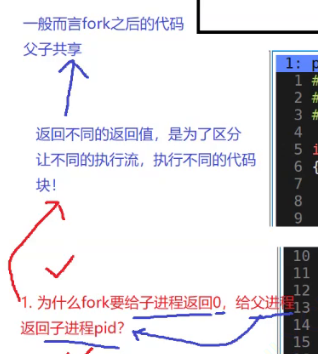 一般而言fork之后的代码
父子共享
返回不同的返回值，是为了区分
让不同的执行流，执行不同的代码
块！
1. 为什么fork要给子进程返回0，给父进程
返回子进程pid？
1: p
1 #
2 #
3 #
4
5 i
6 {
7
8
9
10
11
12
13
14
15